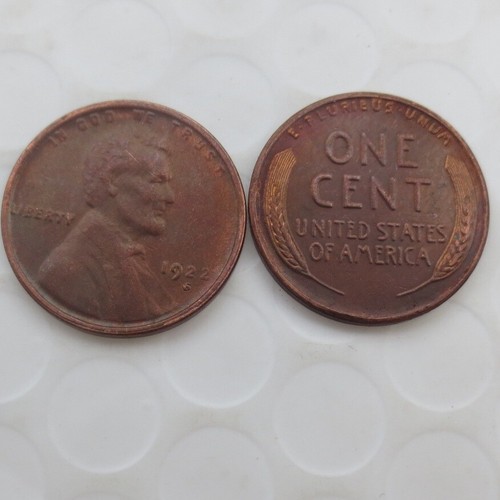 IN GOD WE TRUST
LIBERTY
1922
S
E·PLURIBUS·UNUM
ONE
CENT
UNITED STATES
OF AMERICA